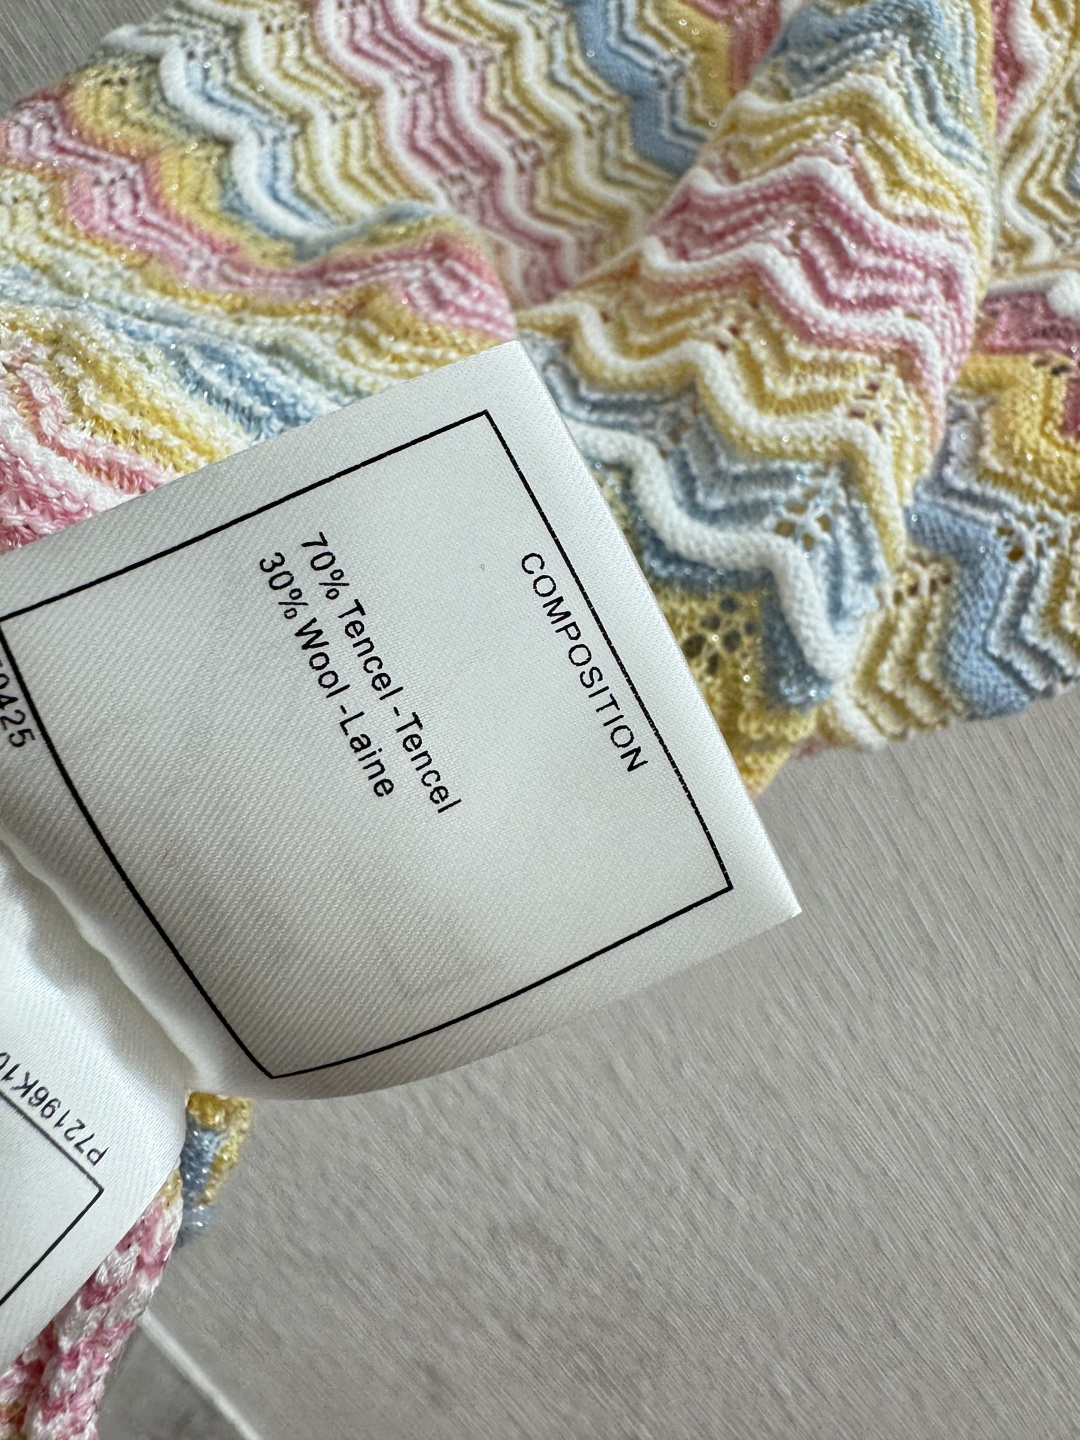 COMPOSITION
70% Tencel -Tencel
30% Wool -Laine